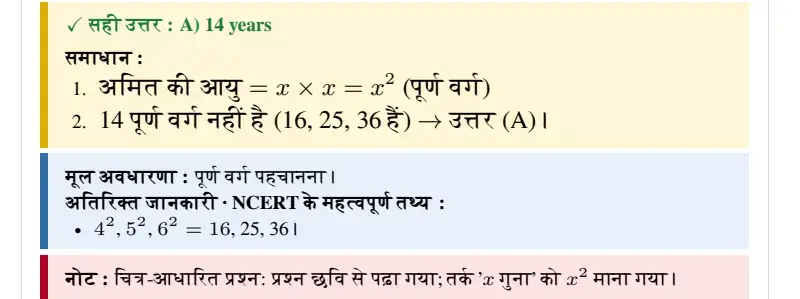 ✓ सही उत्तर : A) 14 years
समाधान :
1. अमित की आयु = x × x = x² (पूर्ण वर्ग)
2. 14 पूर्ण वर्ग नहीं है (16, 25, 36 हैं) → उत्तर (A)।
मूल अवधारणा : पूर्ण वर्ग पहचानना।
अतिरिक्त जानकारी · NCERT के महत्वपूर्ण तथ्य :
• 4², 5², 6² = 16, 25, 36।
नोट : चित्र-आधारित प्रश्न: प्रश्न छवि से पढ़ा गया; तर्क ’x गुना’ को x² माना गया।